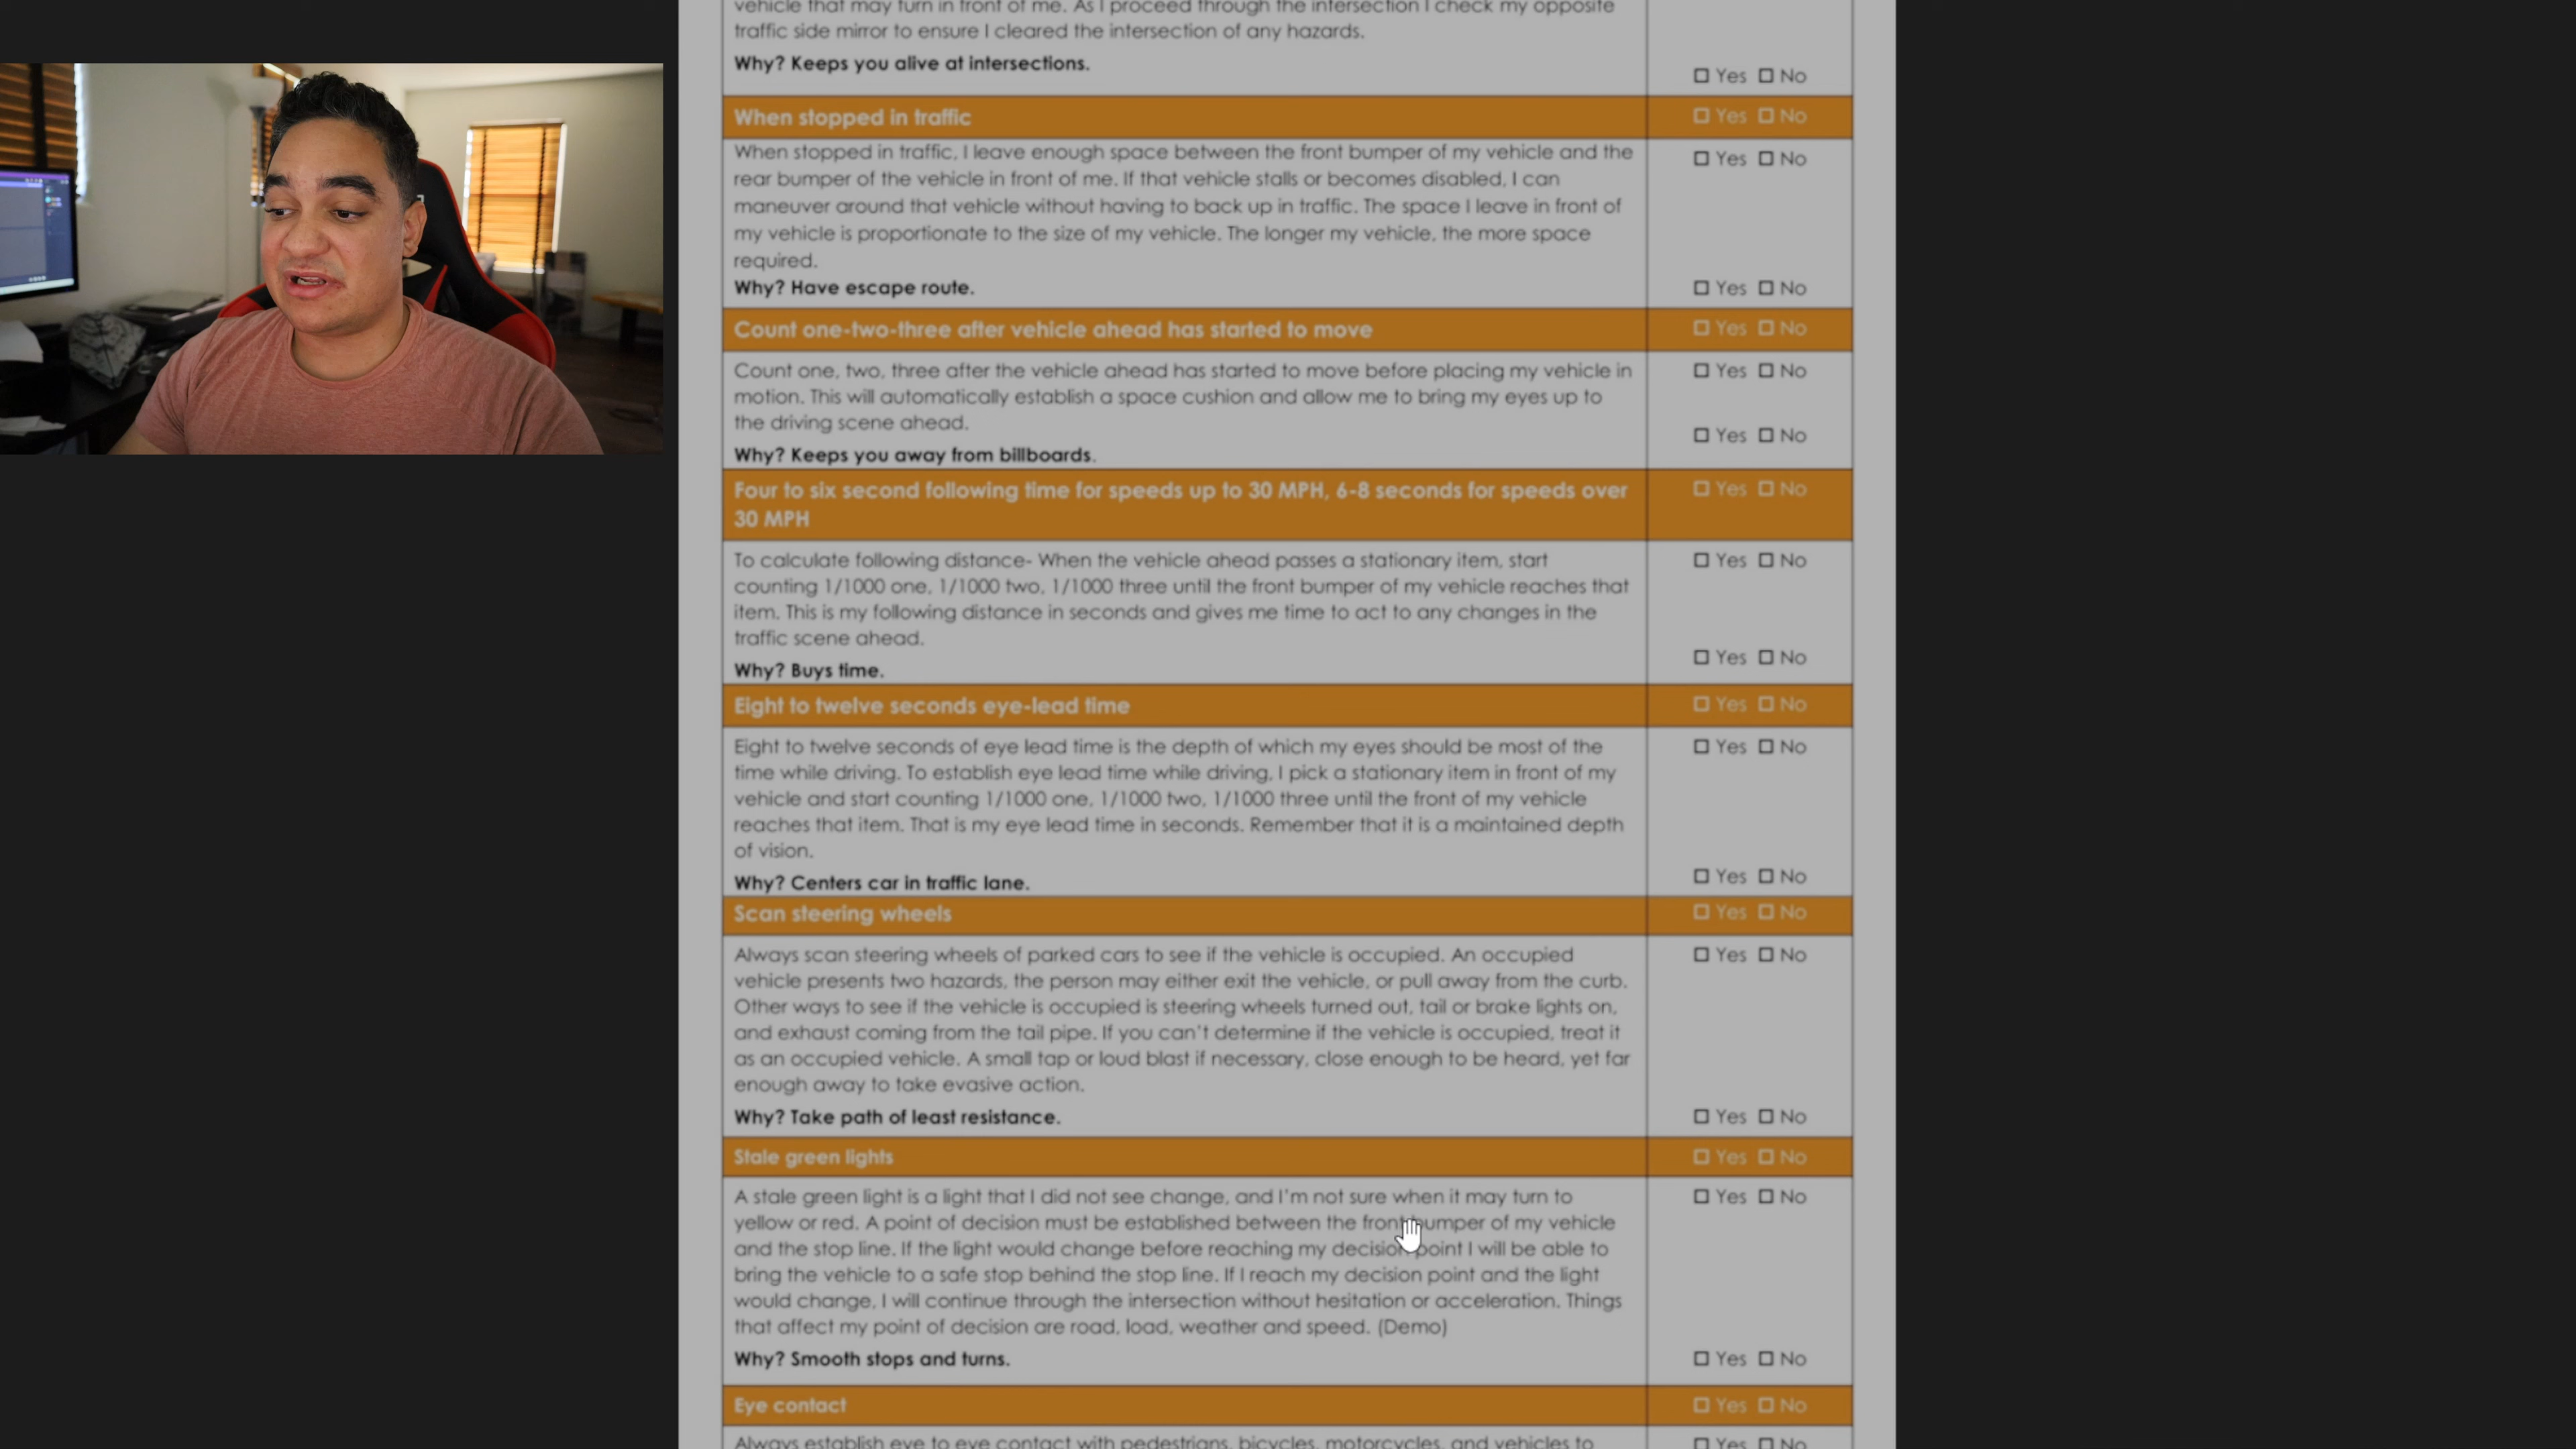 vehicle that may turn in front of me. As I proceed through the intersection I check my opposite
traffic side mirror to ensure I cleared the intersection of any hazards.
Why? Keeps you alive at intersections.
Yes No
When stopped in traffic
Yes No
When stopped in traffic, I leave enough space between the front bumper of my vehicle and the
Yes No
rear bumper of the vehicle in front of me. If that vehicle stalls or becomes disabled, I can
maneuver around that vehicle without having to back up in traffic. The space I leave in front of
my vehicle is proportionate to the size of my vehicle. The longer my vehicle, the more space
required.
Why? Have escape route.
Yes No
Count one-two-three after vehicle ahead has started to move
Yes No
Count one, two, three after the vehicle ahead has started to move before placing my vehicle in
Yes No
motion. This will automatically establish a space cushion and allow me to bring my eyes up to
the driving scene ahead.
Yes No
Why? Keeps you away from billboards.
Four to six second following time for speeds up to 30 MPH, 6-8 seconds for speeds over
Yes No
30 MPH
To calculate following distance- When the vehicle ahead passes a stationary item, start
Yes No
counting 1/1000 one, 1/1000 two, 1/1000 three until the front bumper of my vehicle reaches that
item. This is my following distance in seconds and gives me time to act to any changes in the
traffic scene ahead.
Yes No
Why? Buys time.
Eight to twelve seconds eye-lead time
Yes No
Eight to twelve seconds of eye lead time is the depth of which my eyes should be most of the
Yes No
time while driving. To establish eye lead time while driving, I pick a stationary item in front of my
vehicle and start counting 1/1000 one, 1/1000 two, 1/1000 three until the front of my vehicle
reaches that item. That is my eye lead time in seconds. Remember that it is a maintained depth
of vision.
Why? Centers car in traffic lane.
Yes No
Scan steering wheels
Yes No
Always scan steering wheels of parked cars to see if the vehicle is occupied. An occupied
Yes No
vehicle presents two hazards, the person may either exit the vehicle, or pull away from the curb.
Other ways to see if the vehicle is occupied is steering wheels turned out, tail or brake lights on,
and exhaust coming from the tail pipe. If you can't determine if the vehicle is occupied, treat it
as an occupied vehicle. A small tap or loud blast if necessary, close enough to be heard, yet far
enough away to take evasive action.
Why? Take path of least resistance.
Yes No
Stale green lights
Yes No
A stale green light is a light that I did not see change, and I'm not sure when it may turn to
Yes No
yellow or red. A point of decision must be established between the front bumper of my vehicle
and the stop line. If the light would change before reaching my decision point I will be able to
bring the vehicle to a safe stop behind the stop line. If I reach my decision point and the light
would change, I will continue through the intersection without hesitation or acceleration. Things
that affect my point of decision are road, load, weather and speed. (Demo)
Why? Smooth stops and turns.
Yes No
Eye contact
Yes No
Always establish eye to eye contact with pedestrians, bicycles, motorcycles, and vehicles to
Yes No